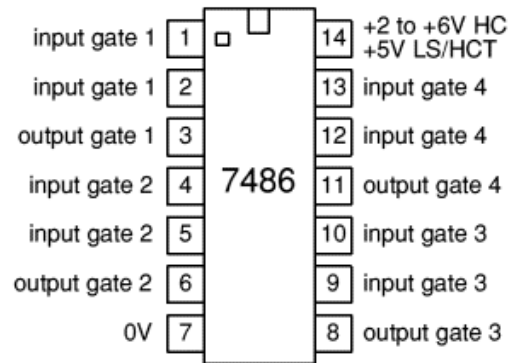 input gate 1 1
input gate 1 2
output gate 1 3
input gate 2 4
input gate 2 5
output gate 2 6
0V 7
7486
14 +2 to +6V HC
+5V LS/HCT
13 input gate 4
12 input gate 4
11 output gate 4
10 input gate 3
9 input gate 3
8 output gate 3